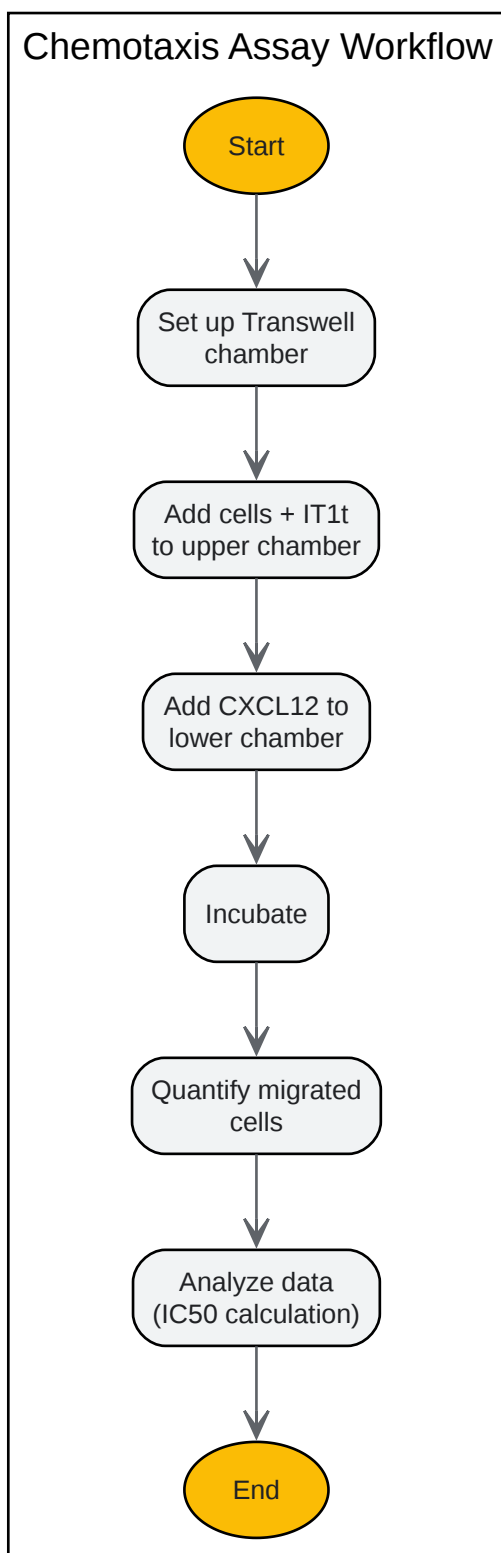 Chemotaxis Assay Workflow
Start
Set up Transwell
chamber
Add cells + IT1t
to upper chamber
Add CXCL12 to
lower chamber
Incubate
Quantify migrated
cells
Analyze data
(IC50 calculation)
End